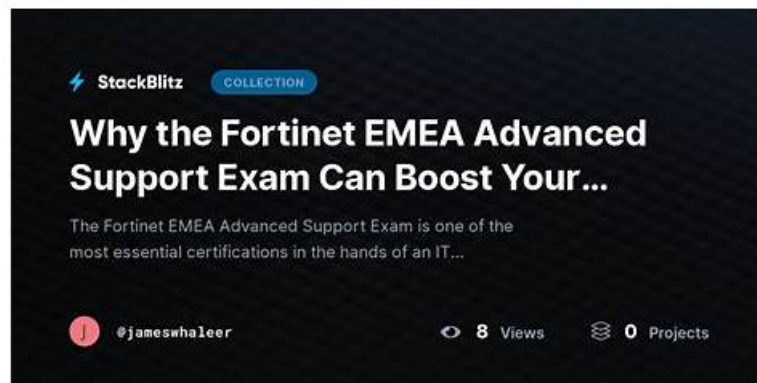 StackBlitz COLLECTION
Why the Fortinet EMEA Advanced
Support Exam Can Boost Your...
The Fortinet EMEA Advanced Support Exam is one of the
most essential certifications in the hands of an IT...
J @jameswhaleer 8 Views 0 Projects